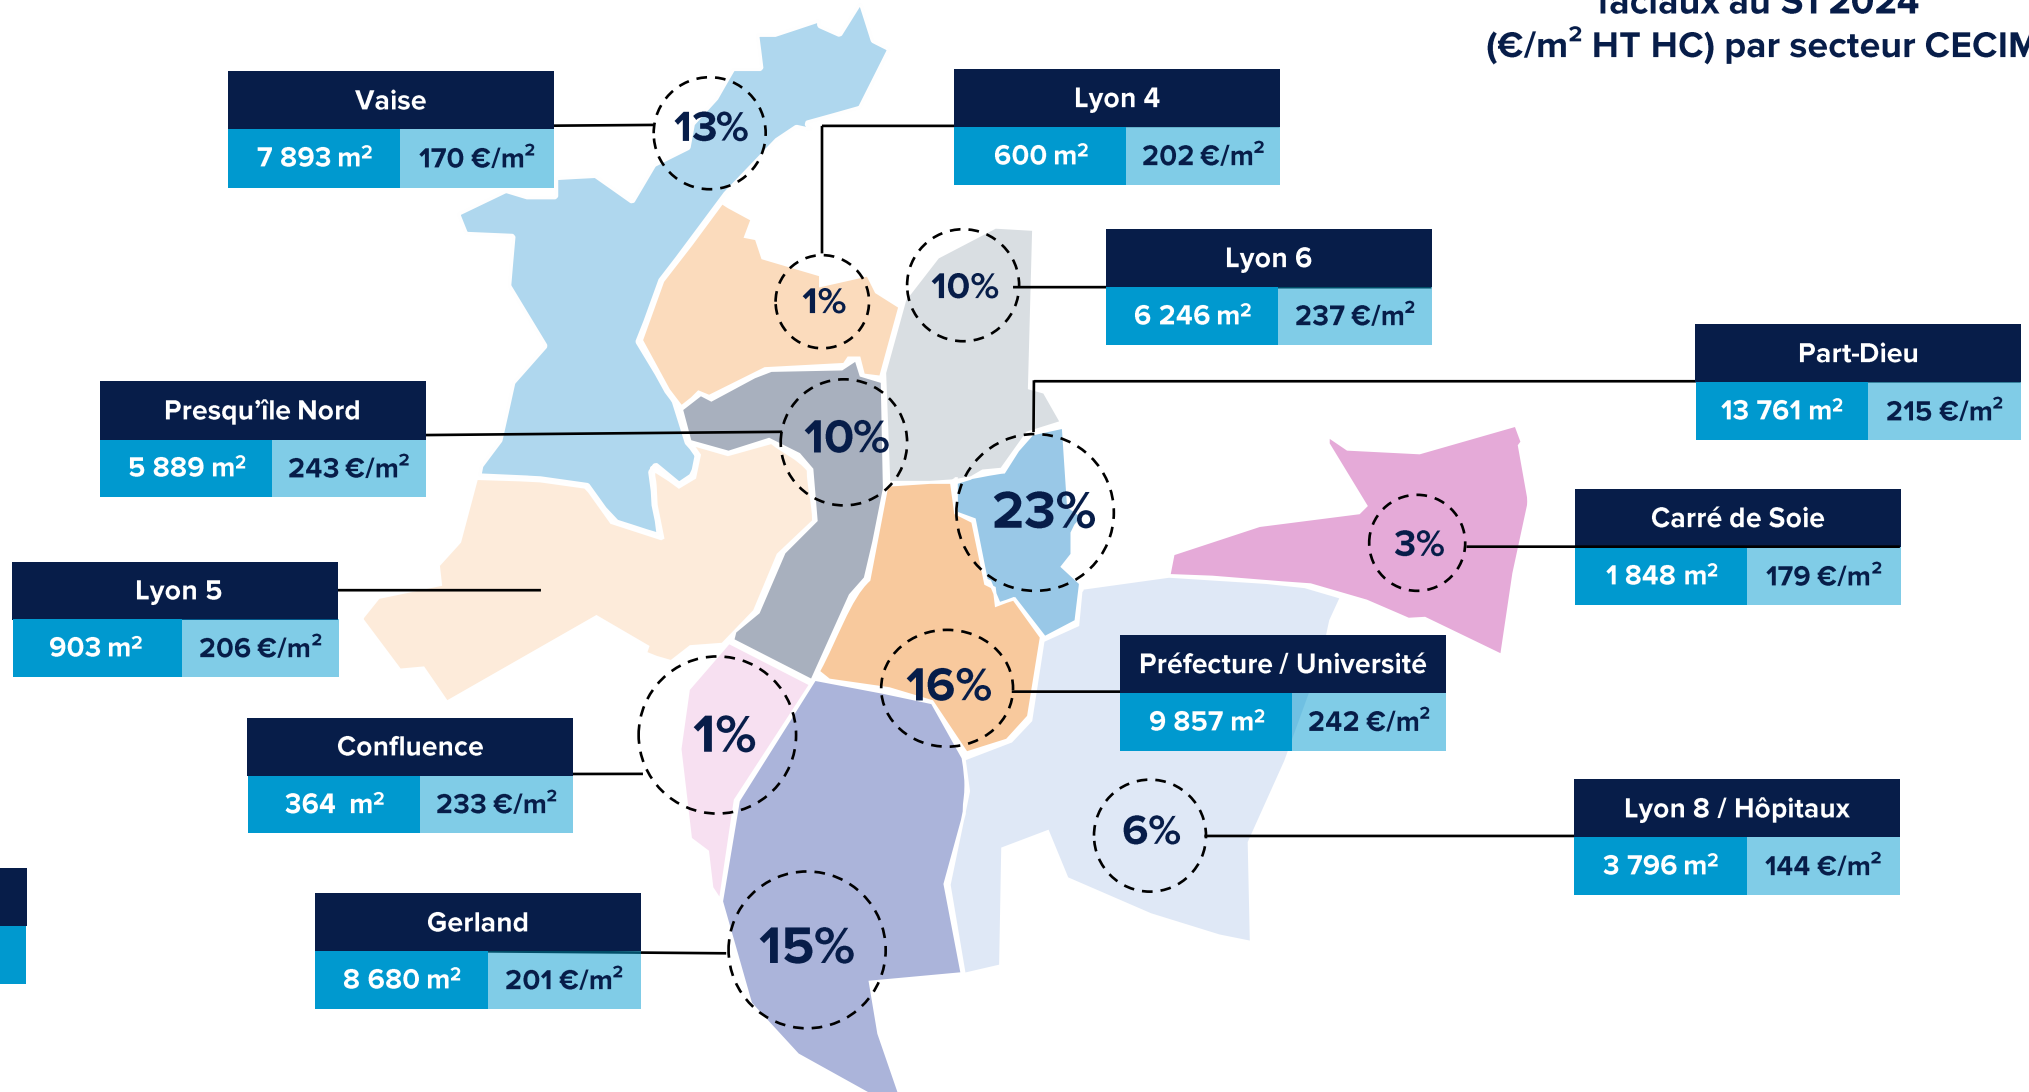 faciaux au S1 2024
(€/m² HT HC) par secteur CECIM
Vaise
7 893 m²
170 €/m²
13%
Lyon 4
600 m²
202 €/m²
1%
Lyon 6
6 246 m²
237 €/m²
10%
Part-Dieu
13 761 m²
215 €/m²
23%
Presqu’île Nord
5 889 m²
243 €/m²
10%
Carré de Soie
1 848 m²
179 €/m²
3%
Lyon 5
903 m²
206 €/m²
Préfecture / Université
9 857 m²
242 €/m²
16%
Confluence
364 m²
233 €/m²
1%
Lyon 8 / Hôpitaux
3 796 m²
144 €/m²
6%
Gerland
8 680 m²
201 €/m²
15%